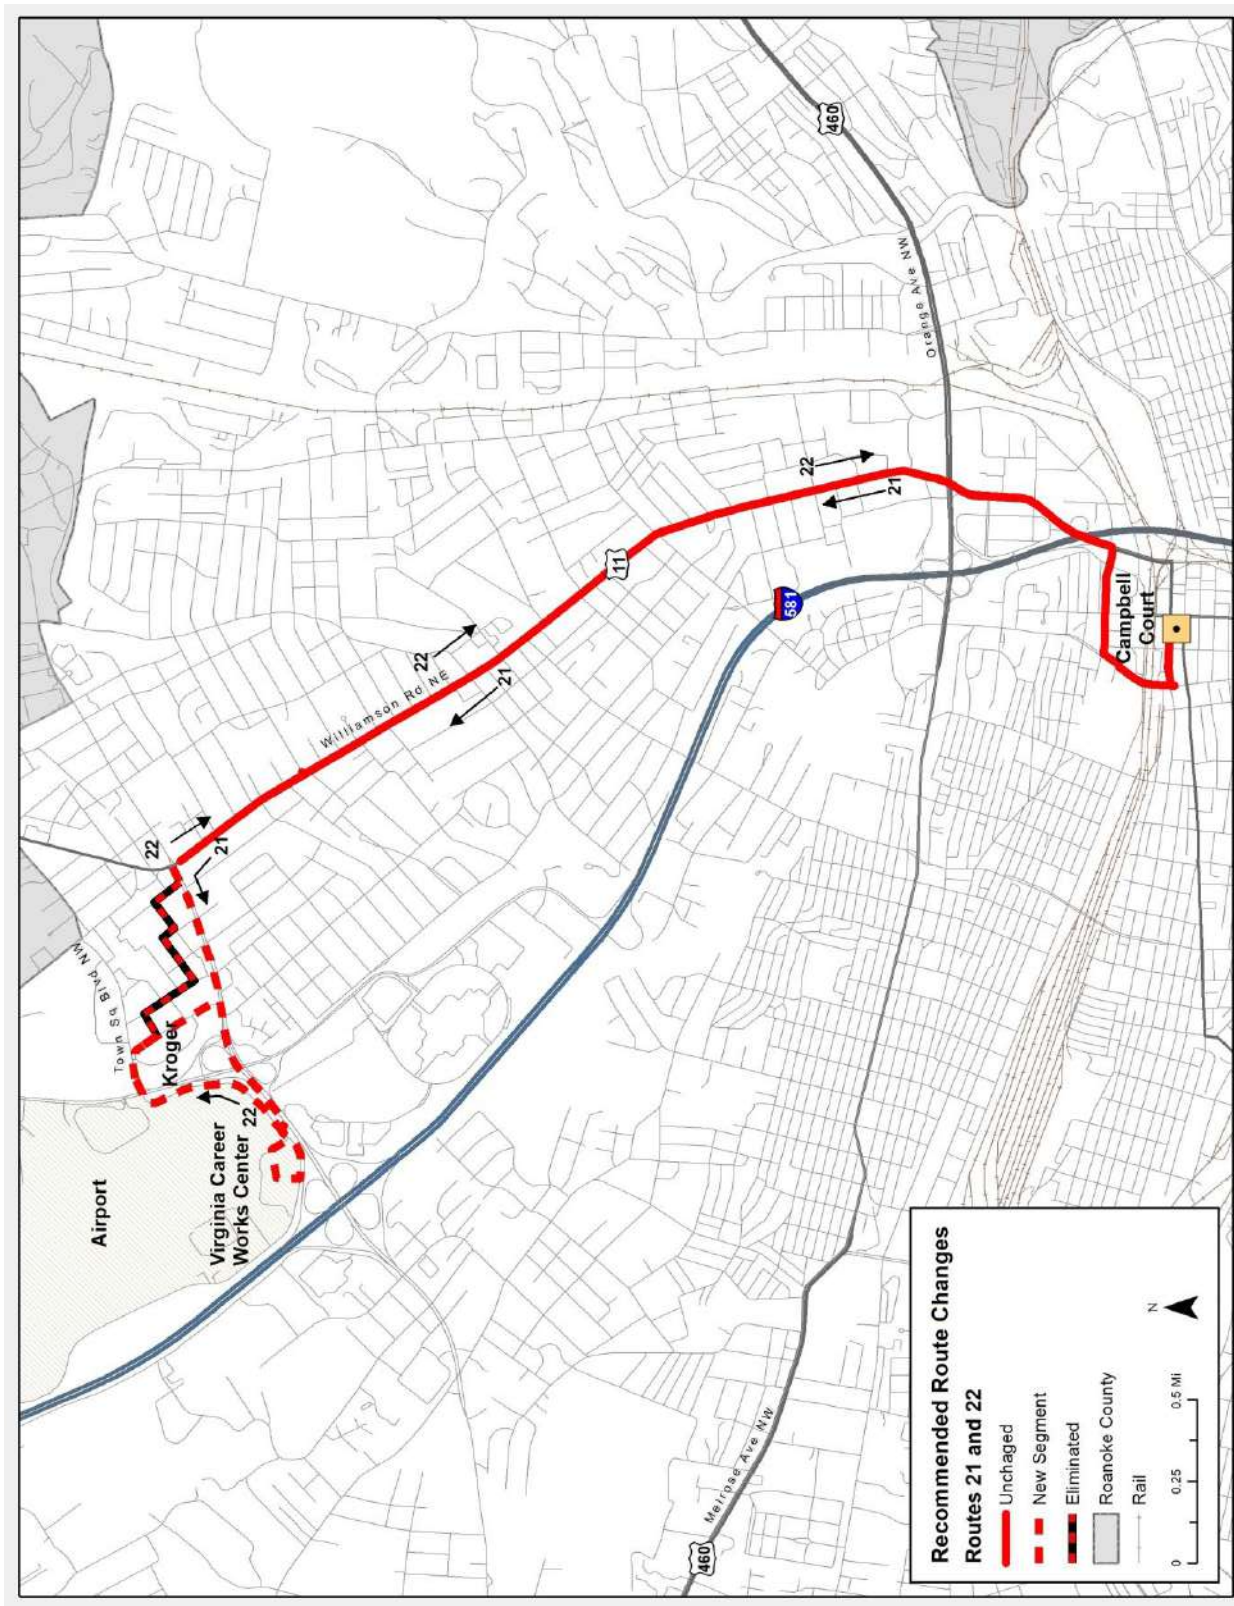 Airport
Virginia Career
Works Center
Kroger
Town Sq Blvd NW
22
22
21
Williamson Rd NE
22
21
11
22
21
581
460
Orange Ave NW
Campbell
Court
Melrose Ave NW
460
Recommended Route Changes
Routes 21 and 22
Unchaged
New Segment
Eliminated
Roanoke County
Rail
0 0.25 0.5 Mi
N